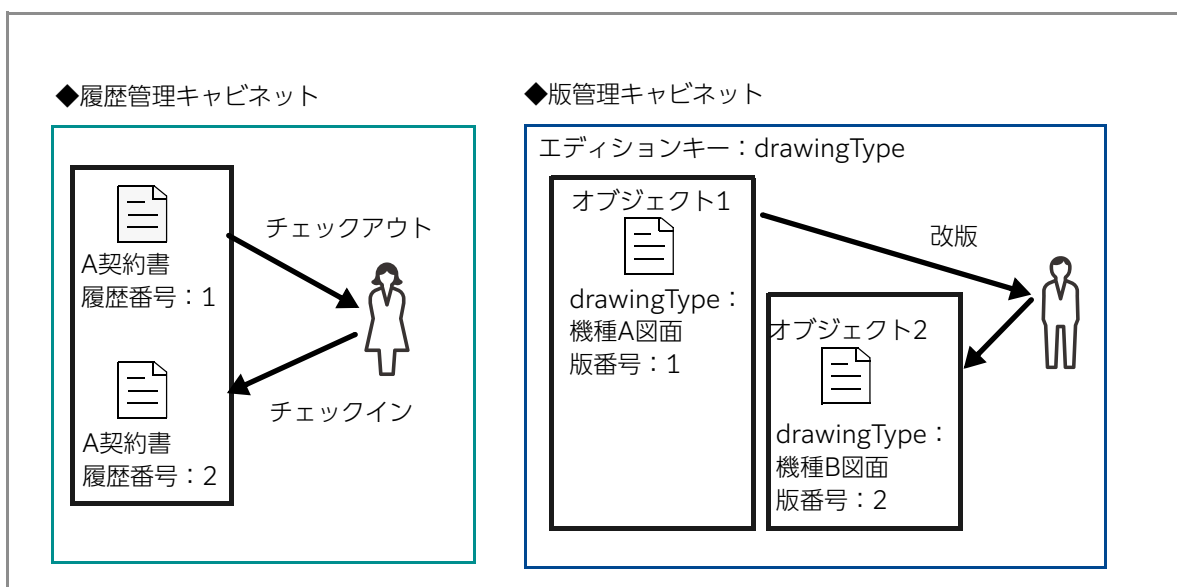 ◆履歴管理キャビネット
A契約書
履歴番号：1
チェックアウト
チェックイン
A契約書
履歴番号：2
◆版管理キャビネット
エディションキー：drawingType
オブジェクト1
drawingType：
機種A図面
版番号：1
改版
オブジェクト2
drawingType：
機種B図面
版番号：2